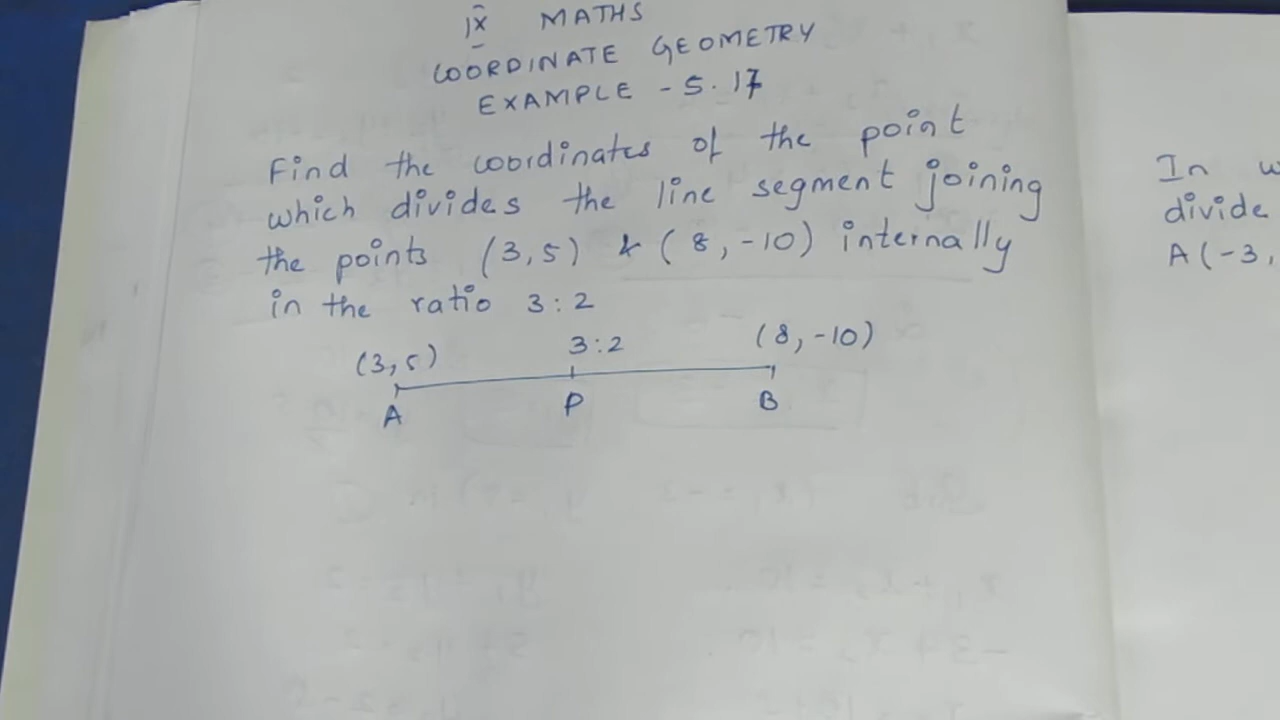 IX MATHS
COORDINATE GEOMETRY
EXAMPLE - 5.17
Find the coordinates of the point
which divides the line segment joining
the points (3,5) & (8,-10) internally
in the ratio 3:2
(3,5) 3:2 (8,-10)
A P B
In
divide
A(-3,